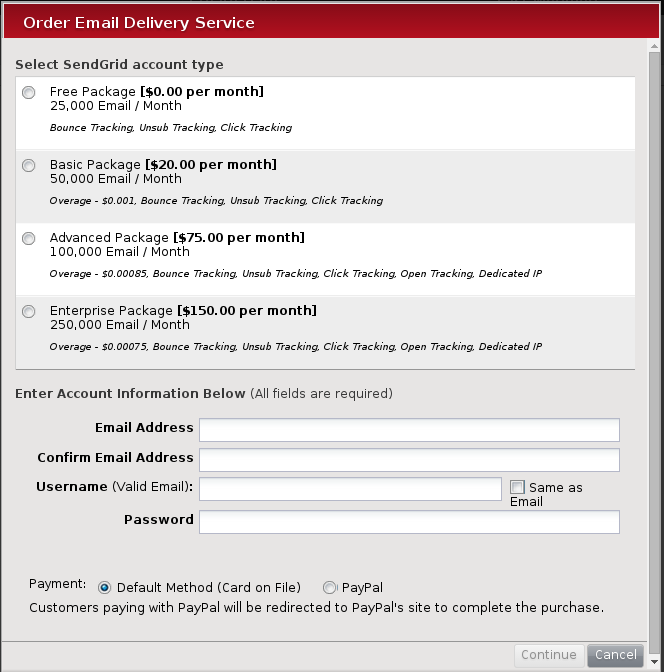 Order Email Delivery Service
Select SendGrid account type
Free Package [$0.00 per month]
25,000 Email / Month
Bounce Tracking, Unsub Tracking, Click Tracking
Basic Package [$20.00 per month]
50,000 Email / Month
Overage - $0.001, Bounce Tracking, Unsub Tracking, Click Tracking
Advanced Package [$75.00 per month]
100,000 Email / Month
Overage - $0.00085, Bounce Tracking, Unsub Tracking, Click Tracking, Open Tracking, Dedicated IP
Enterprise Package [$150.00 per month]
250,000 Email / Month
Overage - $0.00075, Bounce Tracking, Unsub Tracking, Click Tracking, Open Tracking, Dedicated IP
Enter Account Information Below (All fields are required)
Email Address
Confirm Email Address
Username (Valid Email): Same as
Email
Password
Payment: Default Method (Card on File) PayPal
Customers paying with PayPal will be redirected to PayPal's site to complete the purchase.
Continue Cancel